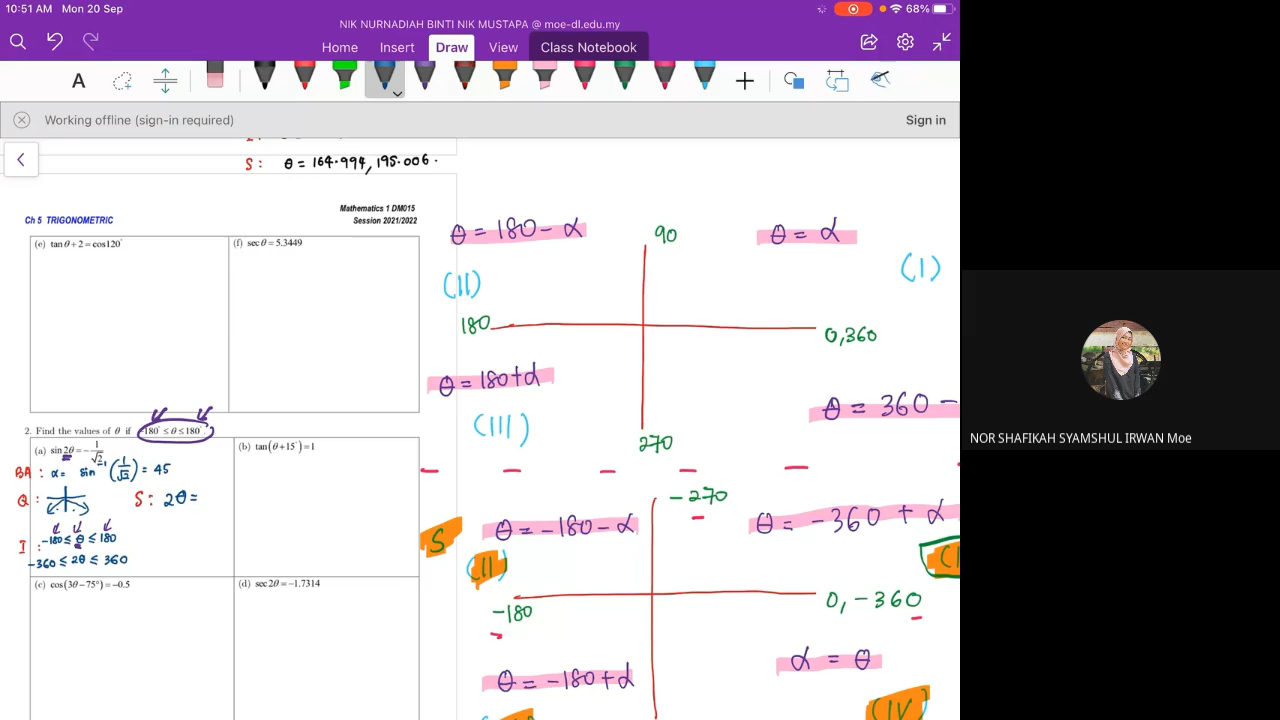 10:51 AM Mon 20 Sep
68%
NIK NURNADIAH BINTI NIK MUSTAPA @ moe-dl.edu.my
Home Insert Draw View Class Notebook
A
Working offline (sign-in required) Sign in
S : θ = 164.994, 195.006
Mathematics 1 DM015
Ch 5 TRIGONOMETRIC Session 2021/2022
(e) tan θ + 2 = cos120°
(f) sec θ = 5.3449
θ = 180 - α
90
θ = α
(I)
(II)
180
0,360
θ = 180+α
θ = 360 -
(III)
270
2. Find the values of θ if -180° ≤ θ ≤ 180°.
(a) sin 2θ = -1/√2
(b) tan(θ+15°) = 1
BA : α = sin⁻¹ (1/√2) = 45
Q :
S : 2θ =
I : -180 ≤ θ ≤ 180
-360 ≤ 2θ ≤ 360
(c) cos(3θ-75°) = -0.5
(d) sec 2θ = -1.7314
-270
θ = -180 - α
θ = -360 + α
S
(II)
(I
-180
0, -360
α = θ
θ = -180+α
(IV)
NOR SHAFIKAH SYAMSHUL IRWAN Moe